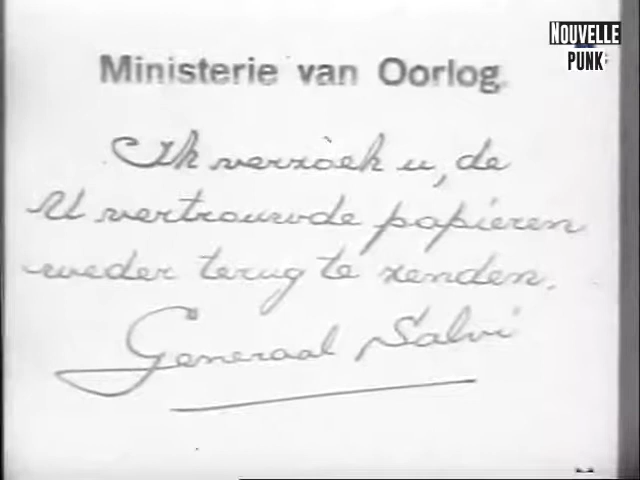 NOUVELLE
PUNK
Ministerie van Oorlog
Ik verzoek u, de
U vertrouwde papieren
weder terug te zenden.
Generaal Salvi